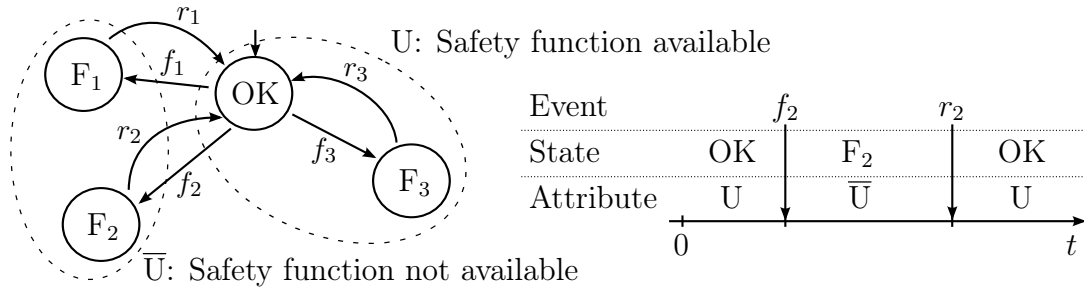 r₁
U: Safety function available
F₁
f₁
OK
r₃
r₂
f₃
F₃
f₂
F₂
U̅: Safety function not available
Event f₂ r₂
State OK F₂ OK
Attribute U U̅ U
0 t